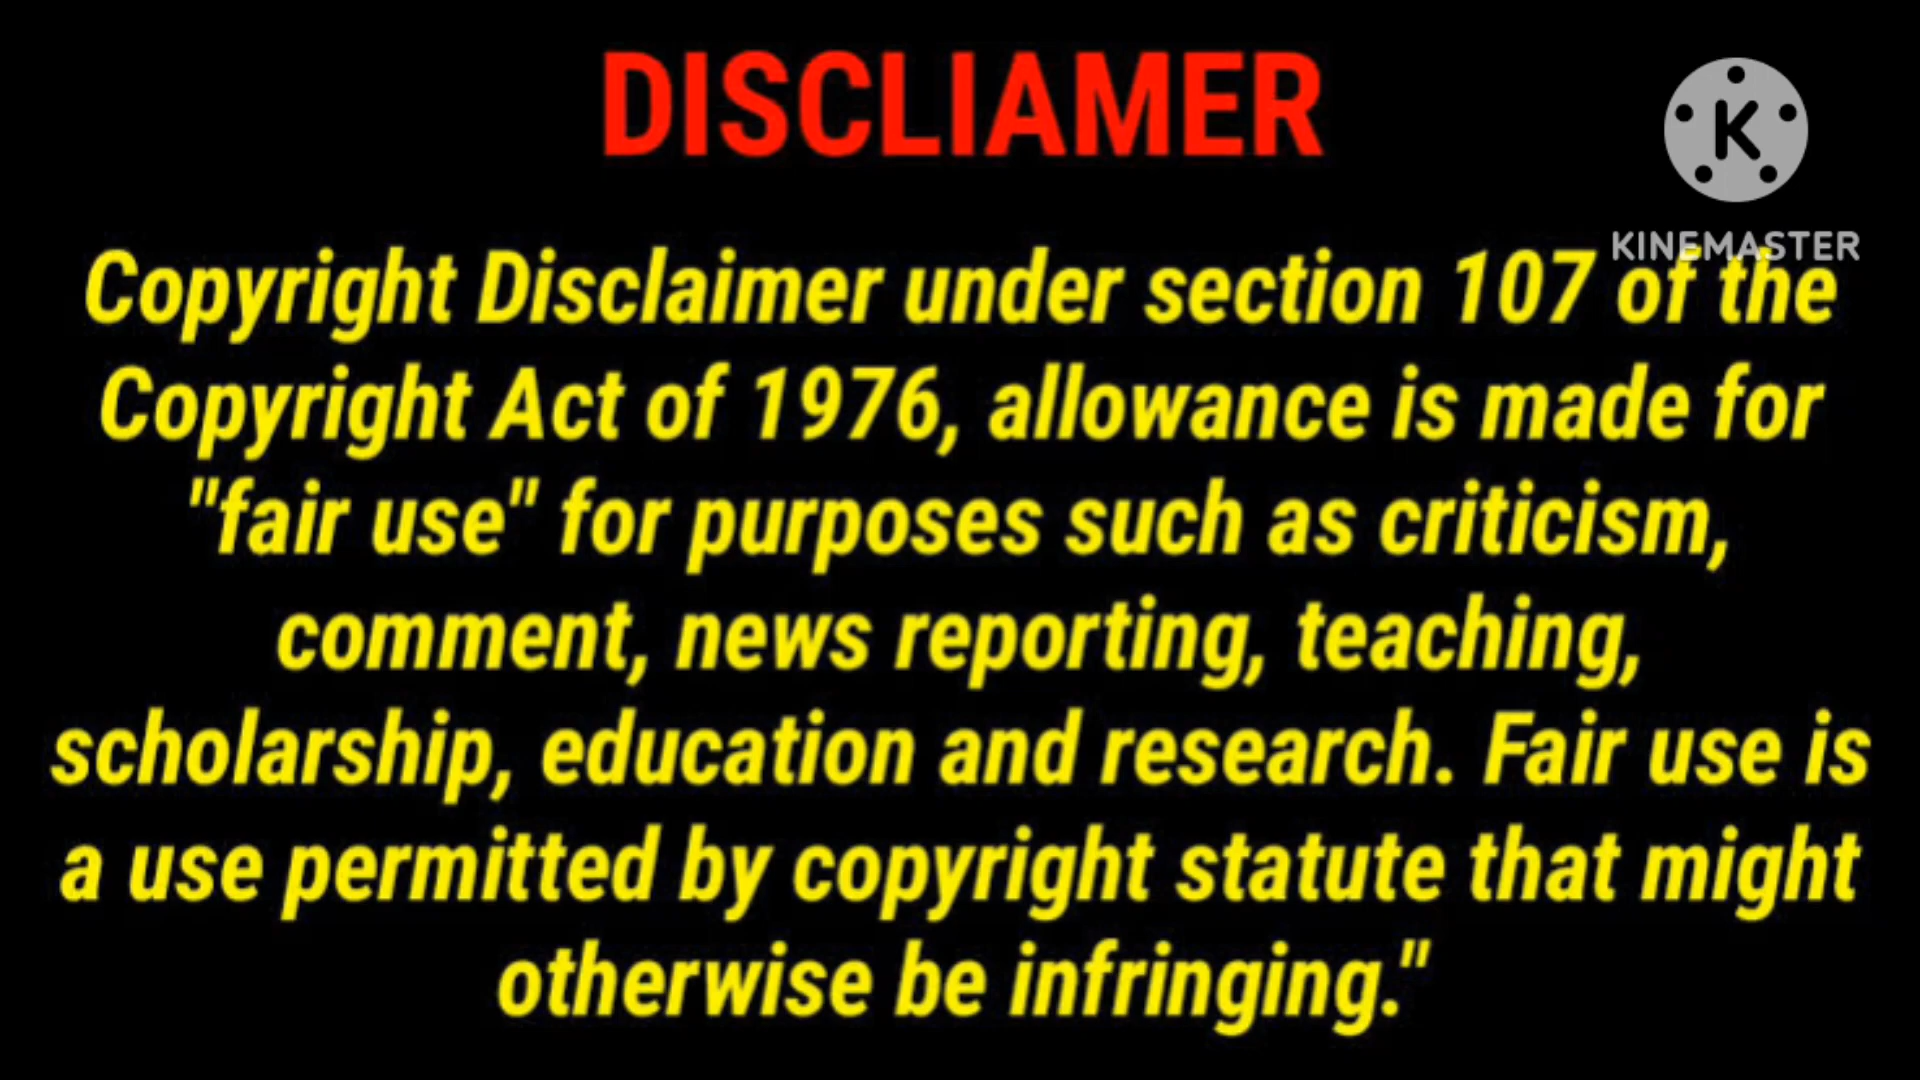 DISCLIAMER
K
KINEMASTER
Copyright Disclaimer under section 107 of the
Copyright Act of 1976, allowance is made for
"fair use" for purposes such as criticism,
comment, news reporting, teaching,
scholarship, education and research. Fair use is
a use permitted by copyright statute that might
otherwise be infringing."